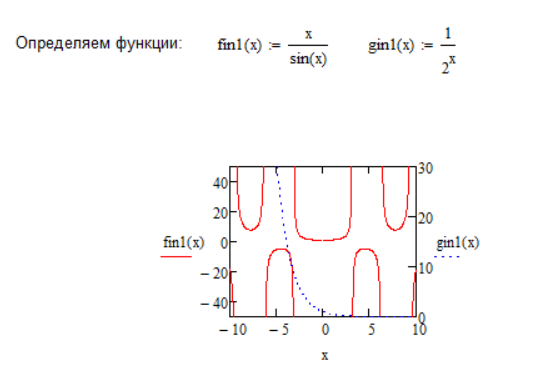 Определяем функции: fin1(x) := x/sin(x) gin1(x) := 1/2^x
40
20
0
−20
−40
30
20
10
0
fin1(x)
gin1(x)
−10 −5 0 5 10
x